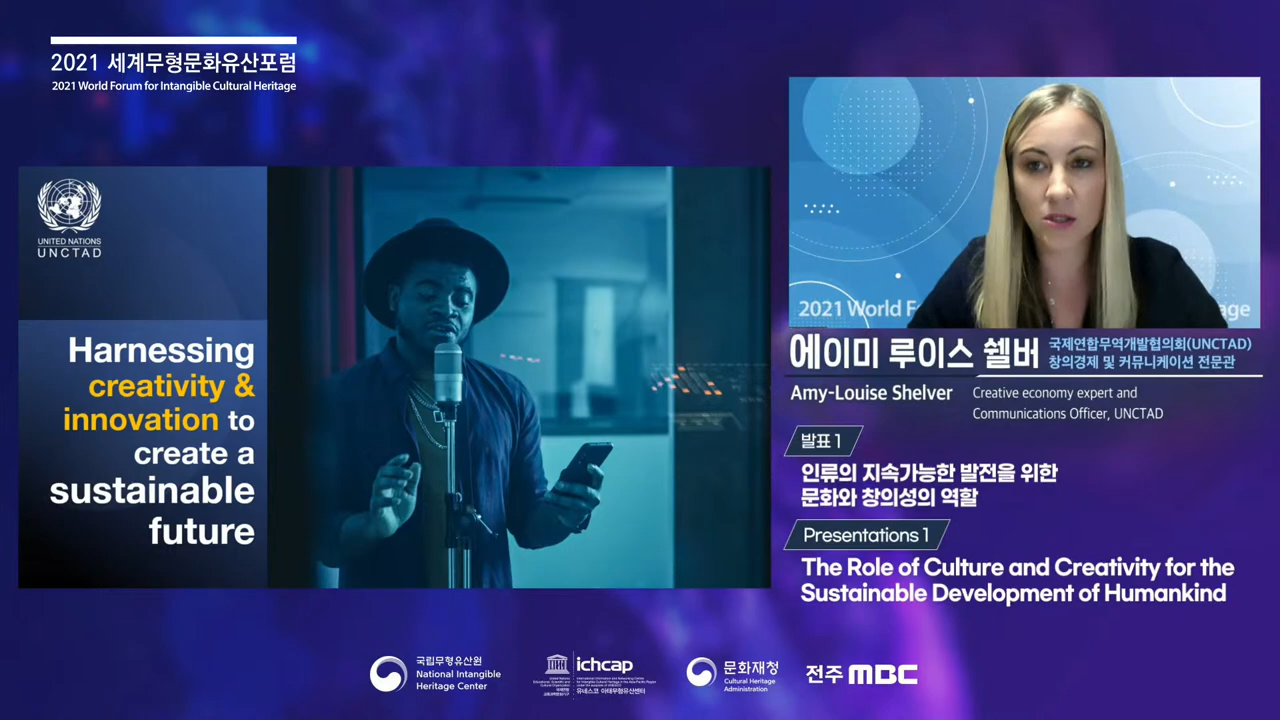 2021 세계무형문화유산포럼
2021 World Forum for Intangible Cultural Heritage
UNITED NATIONS
UNCTAD
Harnessing
creativity &
innovation to
create a
sustainable
future
2021 World F
age
에이미 루이스 쉘버
국제연합무역개발협의회(UNCTAD)
창의경제 및 커뮤니케이션 전문관
Amy-Louise Shelver
Creative economy expert and
Communications Officer, UNCTAD
발표 1
인류의 지속가능한 발전을 위한
문화와 창의성의 역할
Presentations 1
The Role of Culture and Creativity for the
Sustainable Development of Humankind
국립무형유산원
National Intangible
Heritage Center
ichcap
유네스코 아태무형유산센터
문화재청
Cultural Heritage
Administration
전주 MBC